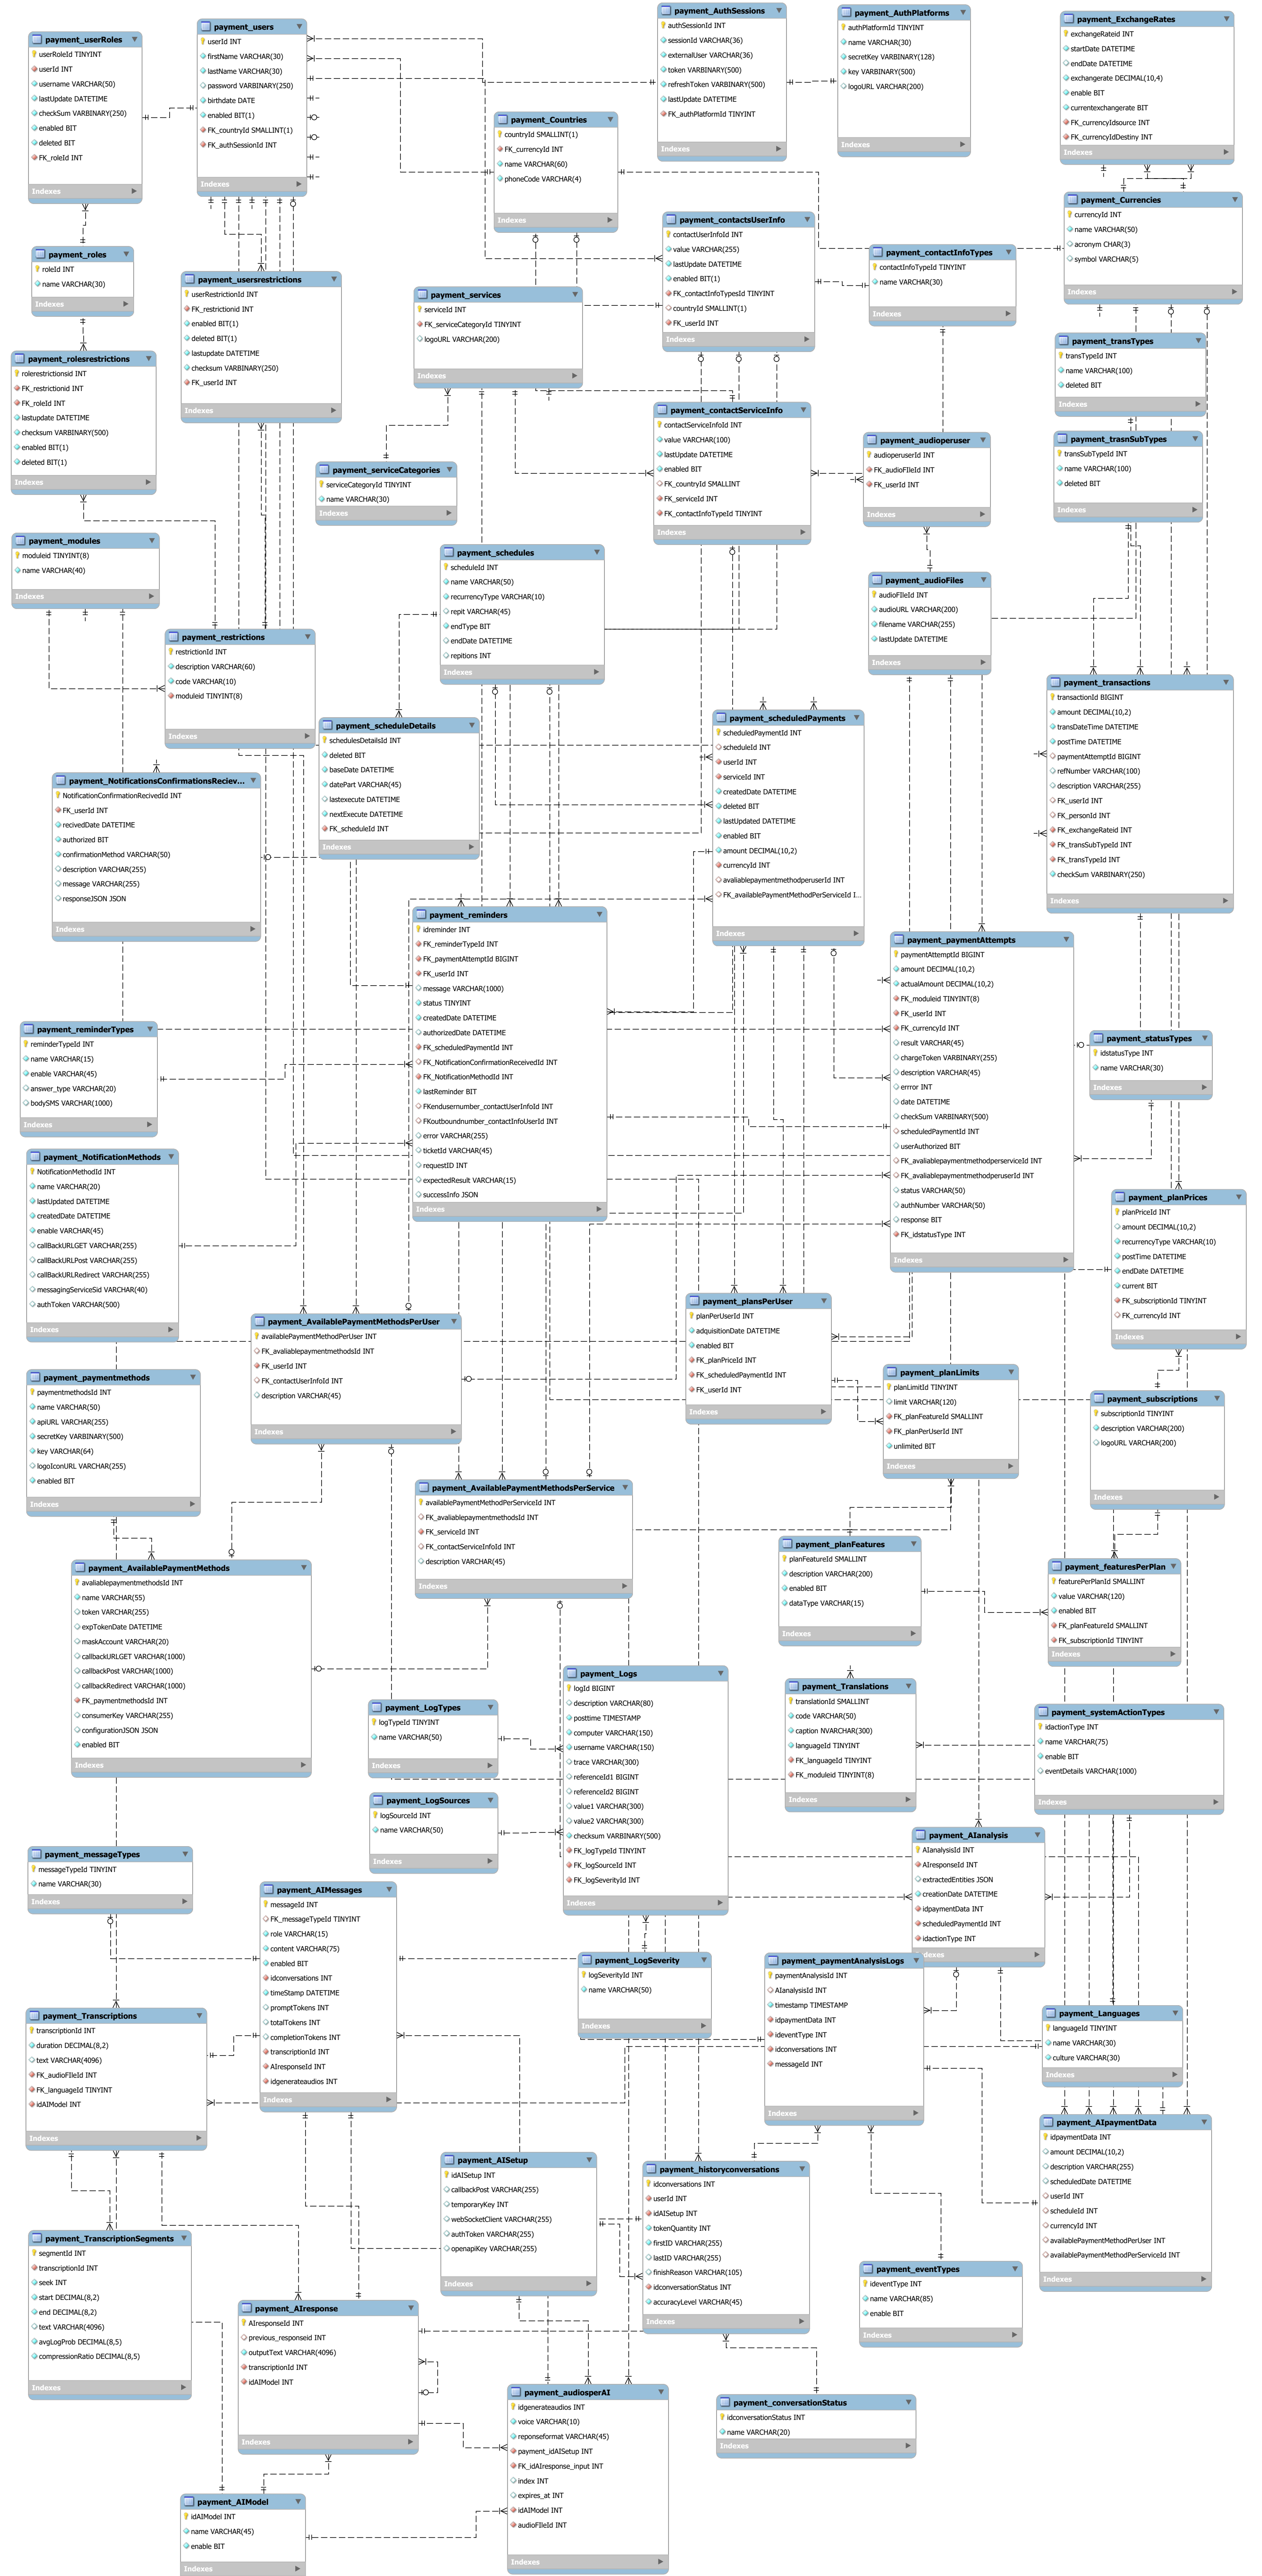 payment_userRoles
userRoleId TINYINT
userId INT
username VARCHAR(50)
lastUpdate DATETIME
checkSum VARBINARY(250)
enabled BIT
deleted BIT
FK_roleId INT
Indexes
payment_users
userId INT
firstName VARCHAR(30)
lastName VARCHAR(30)
password VARBINARY(250)
birthdate DATE
enabled BIT(1)
FK_countryId SMALLINT(1)
FK_authSessionId INT
Indexes
payment_AuthSessions
authSessionId INT
sessionId VARCHAR(36)
externalUser VARCHAR(36)
token VARBINARY(500)
refreshToken VARBINARY(500)
lastUpdate DATETIME
FK_authPlatformId TINYINT
Indexes
payment_AuthPlatforms
authPlatformId TINYINT
name VARCHAR(30)
secretKey VARBINARY(128)
key VARBINARY(500)
logoURL VARCHAR(200)
Indexes
payment_ExchangeRates
exchangeRateid INT
startDate DATETIME
endDate DATETIME
exchangerate DECIMAL(10,4)
enable BIT
currentexchangerate BIT
FK_currencyIdsource INT
FK_currencyIdDestiny INT
Indexes
payment_Countries
countryId SMALLINT(1)
FK_currencyId INT
name VARCHAR(60)
phoneCode VARCHAR(4)
Indexes
payment_Currencies
currencyId INT
name VARCHAR(50)
acronym CHAR(3)
symbol VARCHAR(5)
Indexes
payment_roles
roleId INT
name VARCHAR(30)
Indexes
payment_usersrestrictions
userRestrictionId INT
FK_restrictionid INT
enabled BIT(1)
deleted BIT(1)
lastupdate DATETIME
checksum VARBINARY(250)
FK_userId INT
Indexes
payment_services
serviceId INT
FK_serviceCategoryId TINYINT
logoURL VARCHAR(200)
Indexes
payment_contactsUserInfo
contactUserInfoId INT
value VARCHAR(255)
lastUpdate DATETIME
enabled BIT(1)
FK_contactInfoTypesId TINYINT
countryId SMALLINT(1)
FK_userId INT
Indexes
payment_contactInfoTypes
contactInfoTypeId TINYINT
name VARCHAR(30)
Indexes
payment_transTypes
transTypeId INT
name VARCHAR(100)
deleted BIT
Indexes
payment_rolesrestrictions
rolerestrictionsid INT
FK_restrictionid INT
FK_roleId INT
lastupdate DATETIME
checksum VARBINARY(500)
enabled BIT(1)
deleted BIT(1)
Indexes
payment_serviceCategories
serviceCategoryId TINYINT
name VARCHAR(30)
Indexes
payment_contactServiceInfo
contactServiceInfoId INT
value VARCHAR(100)
lastUpdate DATETIME
enabled BIT
FK_countryId SMALLINT
FK_serviceId INT
FK_contactInfoTypeId TINYINT
Indexes
payment_audioperuser
audioperuserId INT
FK_audioFIleId INT
FK_userId INT
Indexes
payment_trasnSubTypes
transSubTypeId INT
name VARCHAR(100)
deleted BIT
Indexes
payment_modules
moduleid TINYINT(8)
name VARCHAR(40)
Indexes
payment_restrictions
restrictionId INT
description VARCHAR(60)
code VARCHAR(10)
moduleid TINYINT(8)
Indexes
payment_schedules
scheduleId INT
name VARCHAR(50)
recurrencyType VARCHAR(10)
repit VARCHAR(45)
endType BIT
endDate DATETIME
repitions INT
Indexes
payment_audioFiles
audioFIleId INT
audioURL VARCHAR(200)
filename VARCHAR(255)
lastUpdate DATETIME
Indexes
payment_transactions
transactionId BIGINT
amount DECIMAL(10,2)
transDateTime DATETIME
postTime DATETIME
paymentAttemptId BIGINT
refNumber VARCHAR(100)
description VARCHAR(255)
FK_userId INT
FK_personId INT
FK_exchangeRateid INT
FK_transSubTypeId INT
FK_transTypeId INT
checkSum VARBINARY(250)
Indexes
payment_scheduleDetails
schedulesDetailsId INT
deleted BIT
baseDate DATETIME
datePart VARCHAR(45)
lastexecute DATETIME
nextExecute DATETIME
FK_scheduleId INT
Indexes
payment_scheduledPayments
scheduledPaymentId INT
scheduleId INT
userId INT
serviceId INT
createdDate DATETIME
deleted BIT
lastUpdated DATETIME
enabled BIT
amount DECIMAL(10,2)
currencyId INT
avaliablepaymentmethodperuserId INT
FK_availablePaymentMethodPerServiceId I...
Indexes
payment_NotificationsConfirmationsReciev...
NotificationConfirmationRecivedId INT
FK_userId INT
recivedDate DATETIME
authorized BIT
confirmationMethod VARCHAR(50)
description VARCHAR(255)
message VARCHAR(255)
responseJSON JSON
Indexes
payment_reminders
idreminder INT
FK_reminderTypeId INT
FK_paymentAttemptId BIGINT
FK_userId INT
message VARCHAR(1000)
status TINYINT
createdDate DATETIME
authorizedDate DATETIME
FK_scheduledPaymentId INT
FK_NotificationConfirmationReceivedId INT
FK_NotificationMethodId INT
lastReminder BIT
FKendusernumber_contactUserInfoId INT
FKoutboundnumber_contactInfoUserId INT
error VARCHAR(255)
ticketId VARCHAR(45)
requestID INT
expectedResult VARCHAR(15)
successInfo JSON
Indexes
payment_paymentAttempts
paymentAttemptId BIGINT
amount DECIMAL(10,2)
actualAmount DECIMAL(10,2)
FK_moduleid TINYINT(8)
FK_userId INT
FK_currencyId INT
result VARCHAR(45)
chargeToken VARBINARY(255)
description VARCHAR(45)
errror INT
date DATETIME
checkSum VARBINARY(500)
scheduledPaymentId INT
userAuthorized BIT
FK_avaliablepaymentmethodperserviceId INT
FK_avaliablepaymentmethodperuserId INT
status VARCHAR(50)
authNumber VARCHAR(50)
response BIT
FK_idstatusType INT
Indexes
payment_reminderTypes
reminderTypeId INT
name VARCHAR(15)
enable VARCHAR(45)
answer_type VARCHAR(20)
bodySMS VARCHAR(1000)
Indexes
payment_statusTypes
idstatusType INT
name VARCHAR(30)
Indexes
payment_NotificationMethods
NotificationMethodId INT
name VARCHAR(20)
lastUpdated DATETIME
createdDate DATETIME
enable VARCHAR(45)
callBackURLGET VARCHAR(255)
callBackURLPost VARCHAR(255)
callBackURLRedirect VARCHAR(255)
messagingServiceSid VARCHAR(40)
authToken VARCHAR(500)
Indexes
payment_planPrices
planPriceId INT
amount DECIMAL(10,2)
recurrencyType VARCHAR(10)
postTime DATETIME
endDate DATETIME
current BIT
FK_subscriptionId TINYINT
FK_currencyId INT
Indexes
payment_AvailablePaymentMethodsPerUser
availablePaymentMethodPerUser INT
FK_avaliablepaymentmethodsId INT
FK_userId INT
FK_contactUserInfoId INT
description VARCHAR(45)
Indexes
payment_plansPerUser
planPerUserId INT
adquisitionDate DATETIME
enabled BIT
FK_planPriceId INT
FK_scheduledPaymentId INT
FK_userId INT
Indexes
payment_paymentmethods
paymentmethodsId INT
name VARCHAR(50)
apiURL VARCHAR(255)
secretKey VARBINARY(500)
key VARCHAR(64)
logoIconURL VARCHAR(255)
enabled BIT
Indexes
payment_planLimits
planLimitId TINYINT
limit VARCHAR(120)
FK_planFeatureId SMALLINT
FK_planPerUserId INT
unlimited BIT
Indexes
payment_subscriptions
subscriptionId TINYINT
description VARCHAR(200)
logoURL VARCHAR(200)
Indexes
payment_AvailablePaymentMethodsPerService
availablePaymentMethodPerServiceId INT
FK_avaliablepaymentmethodsId INT
FK_serviceId INT
FK_contactServiceInfoId INT
description VARCHAR(45)
Indexes
payment_AvailablePaymentMethods
avaliablepaymentmethodsId INT
name VARCHAR(55)
token VARCHAR(255)
expTokenDate DATETIME
maskAccount VARCHAR(20)
callbackURLGET VARCHAR(1000)
callbackPost VARCHAR(1000)
callbackRedirect VARCHAR(1000)
FK_paymentmethodsId INT
consumerKey VARCHAR(255)
configurationJSON JSON
enabled BIT
Indexes
payment_planFeatures
planFeatureId SMALLINT
description VARCHAR(200)
enabled BIT
dataType VARCHAR(15)
Indexes
payment_featuresPerPlan
featurePerPlanId SMALLINT
value VARCHAR(120)
enabled BIT
FK_planFeatureId SMALLINT
FK_subscriptionId TINYINT
Indexes
payment_Logs
logId BIGINT
description VARCHAR(80)
posttime TIMESTAMP
computer VARCHAR(150)
username VARCHAR(150)
trace VARCHAR(300)
referenceId1 BIGINT
referenceId2 BIGINT
value1 VARCHAR(300)
value2 VARCHAR(300)
checksum VARBINARY(500)
FK_logTypeId TINYINT
FK_logSourceId INT
FK_logSeverityId INT
Indexes
payment_LogTypes
logTypeId TINYINT
name VARCHAR(50)
Indexes
payment_Translations
translationId SMALLINT
code VARCHAR(50)
caption NVARCHAR(300)
languageId TINYINT
FK_languageId TINYINT
FK_moduleid TINYINT(8)
Indexes
payment_systemActionTypes
idactionType INT
name VARCHAR(75)
enable BIT
eventDetails VARCHAR(1000)
Indexes
payment_LogSources
logSourceId INT
name VARCHAR(50)
Indexes
payment_AIanalysis
AIanalysisId INT
AIresponseId INT
extractedEntities JSON
creationDate DATETIME
idpaymentData INT
scheduledPaymentId INT
idactionType INT
Indexes
payment_messageTypes
messageTypeId TINYINT
name VARCHAR(30)
Indexes
payment_AIMessages
messageId INT
FK_messageTypeId TINYINT
role VARCHAR(15)
content VARCHAR(75)
enabled BIT
idconversations INT
timeStamp DATETIME
promptTokens INT
totalTokens INT
completionTokens INT
transcriptionId INT
AIresponseId INT
idgenerateaudios INT
Indexes
payment_LogSeverity
logSeverityId INT
name VARCHAR(50)
Indexes
payment_paymentAnalysisLogs
paymentAnalysisId INT
AIanalysisId INT
timestamp TIMESTAMP
idpaymentData INT
ideventType INT
idconversations INT
messageId INT
Indexes
payment_Transcriptions
transcriptionId INT
duration DECIMAL(8,2)
text VARCHAR(4096)
FK_audioFIleId INT
FK_languageId TINYINT
idAIModel INT
Indexes
payment_Languages
languageId TINYINT
name VARCHAR(30)
culture VARCHAR(30)
Indexes
payment_AIpaymentData
idpaymentData INT
amount DECIMAL(10,2)
description VARCHAR(255)
scheduledDate DATETIME
userId INT
scheduleId INT
currencyId INT
availablePaymentMethodPerUser INT
availablePaymentMethodPerServiceId INT
Indexes
payment_AISetup
idAISetup INT
callbackPost VARCHAR(255)
temporaryKey INT
webSocketClient VARCHAR(255)
authToken VARCHAR(255)
openapiKey VARCHAR(255)
Indexes
payment_historyconversations
idconversations INT
userId INT
idAISetup INT
tokenQuantity INT
firstID VARCHAR(255)
lastID VARCHAR(255)
finishReason VARCHAR(105)
idconversationStatus INT
accuracyLevel VARCHAR(45)
Indexes
payment_TranscriptionSegments
segmentId INT
transcriptionId INT
seek INT
start DECIMAL(8,2)
end DECIMAL(8,2)
text VARCHAR(4096)
avgLogProb DECIMAL(8,5)
compressionRatio DECIMAL(8,5)
Indexes
payment_eventTypes
ideventType INT
name VARCHAR(85)
enable BIT
Indexes
payment_AIresponse
AIresponseId INT
previous_responseid INT
outputText VARCHAR(4096)
transcriptionId INT
idAIModel INT
Indexes
payment_audiosperAI
idgenerateaudios INT
voice VARCHAR(10)
reponseformat VARCHAR(45)
payment_idAISetup INT
FK_idAIresponse_input INT
index INT
expires_at INT
idAIModel INT
audioFIleId INT
Indexes
payment_conversationStatus
idconversationStatus INT
name VARCHAR(20)
Indexes
payment_AIModel
idAIModel INT
name VARCHAR(45)
enable BIT
Indexes